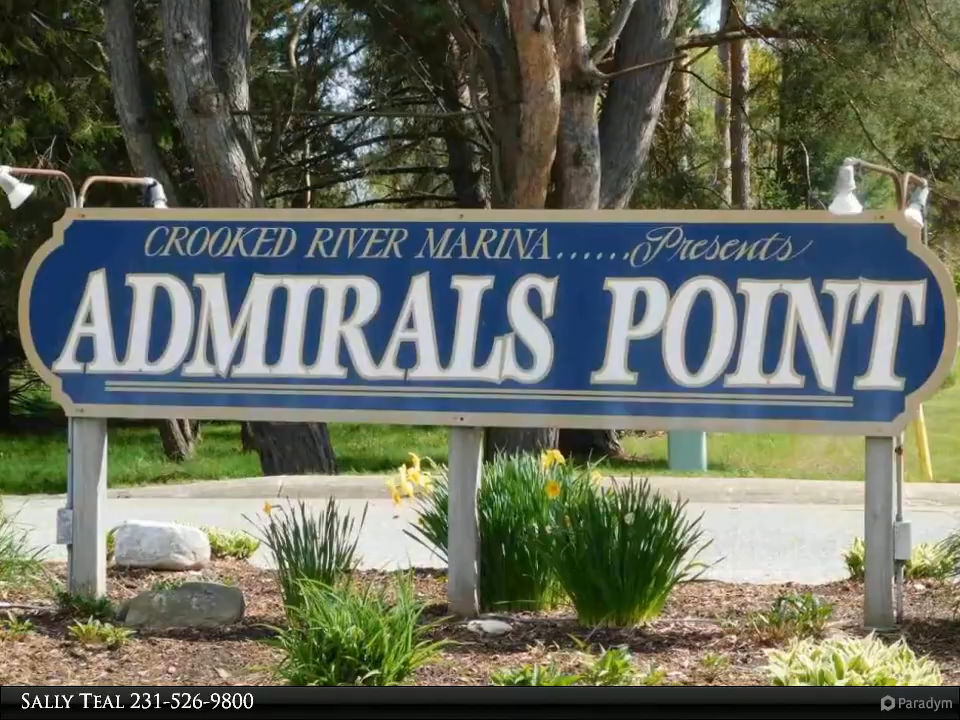 CROOKED RIVER MARINA......Presents
ADMIRALS POINT
SALLY TEAL 231-526-9800
Paradym